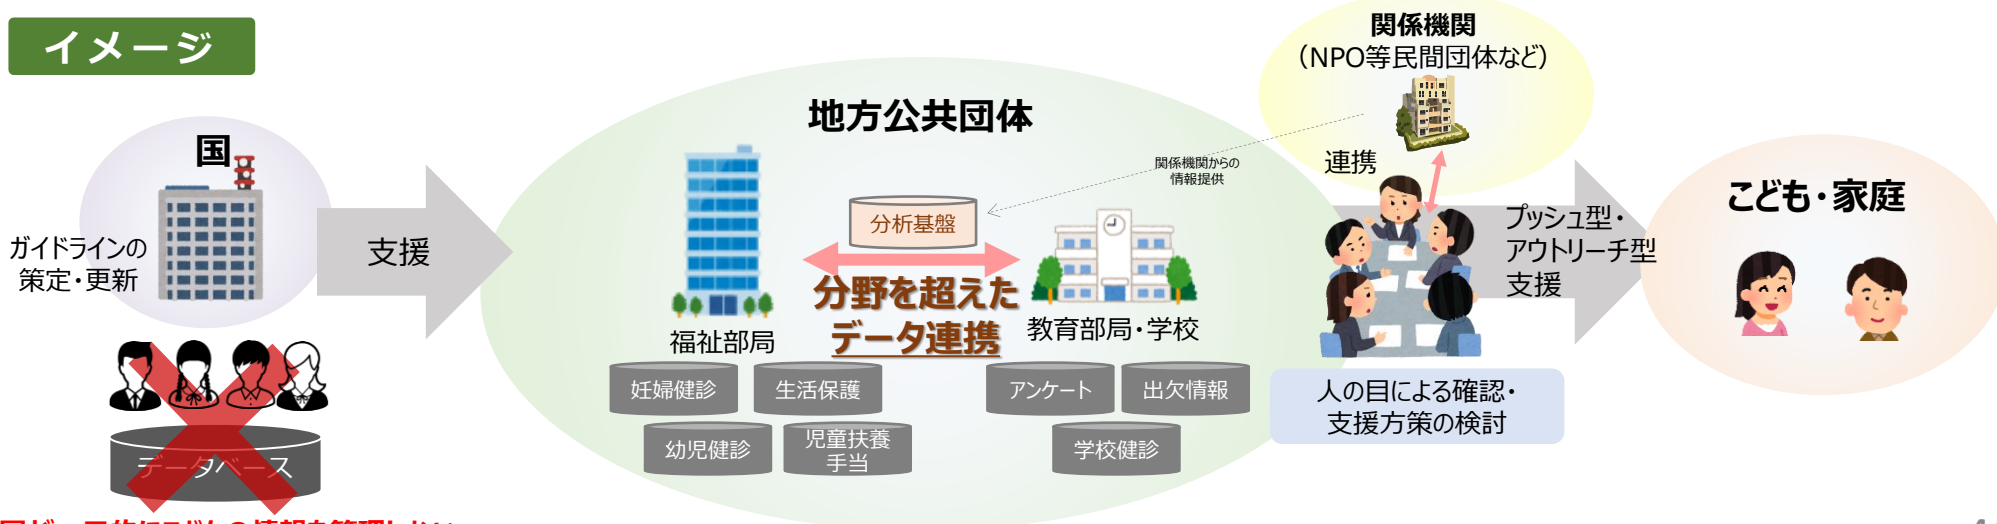 イメージ
国
ガイドラインの
策定・更新
データベース
支援
地方公共団体
分析基盤
関係機関からの
情報提供
分野を超えた
データ連携
福祉部局
教育部局・学校
妊婦健診
生活保護
幼児健診
児童扶養
手当
アンケート
出欠情報
学校健診
関係機関
（NPO等民間団体など）
連携
人の目による確認・
支援方策の検討
プッシュ型・
アウトリーチ型
支援
こども・家庭